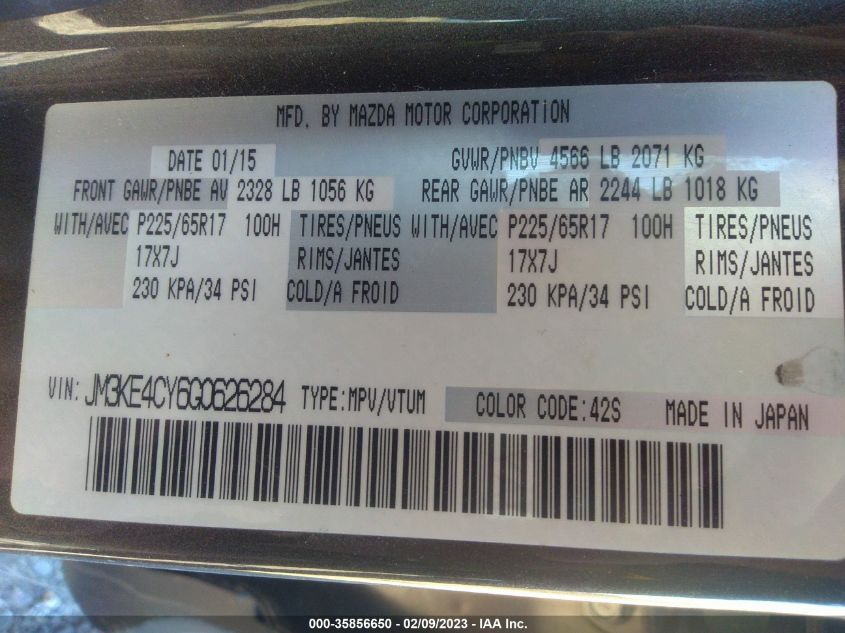 MFD. BY MAZDA MOTOR CORPORATION
DATE 01/15 GVWR/PNBV 4566 LB 2071 KG
FRONT GAWR/PNBE AV 2328 LB 1056 KG REAR GAWR/PNBE AR 2244 LB 1018 KG
WITH/AVEC P225/65R17 100H TIRES/PNEUS WITH/AVEC P225/65R17 100H TIRES/PNEUS
17X7J RIMS/JANTES 17X7J RIMS/JANTES
230 KPA/34 PSI COLD/A FROID 230 KPA/34 PSI COLD/A FROID
VIN: JM3KE4CY6G0626284 TYPE:MPV/VTUM COLOR CODE:42S MADE IN JAPAN
000-35856650 — 02/09/2023 — IAA Inc.